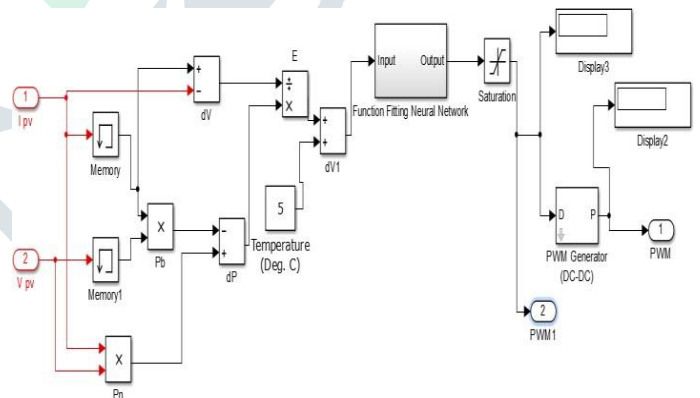 E
Input
Output
Display3
1
+
-
÷
×
I pv
dV
+
+
Function Fitting Neural Network
Saturation
Memory
dV1
Display2
5
×
-
+
D
P
1
2
Temperature
(Deg. C)
Pb
PWM Generator
(DC-DC)
PWM
V pv
Memory1
dP
2
PWM1
×
Pn